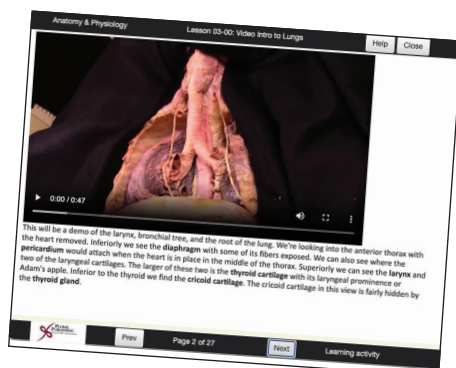 Anatomy & Physiology
Lesson 03-00: Video Intro to Lungs
Help
Close
0:00 / 0:47
This will be a demo of the larynx, bronchial tree, and the root of the lung. We're looking into the anterior thorax with
the heart removed. Inferiorly we see the diaphragm with some of its fibers exposed. We can also see where the
pericardium would attach when the heart is in place in the middle of the thorax. Superiorly we can see the larynx and
two of the laryngeal cartilages. The larger of these two is the thyroid cartilage with its laryngeal prominence or
Adam's apple. Inferior to the thyroid we find the cricoid cartilage. The cricoid cartilage in this view is fairly hidden by
the thyroid gland.
PLURAL
PUBLISHING
Prev
Page 2 of 27
Next
Learning activity